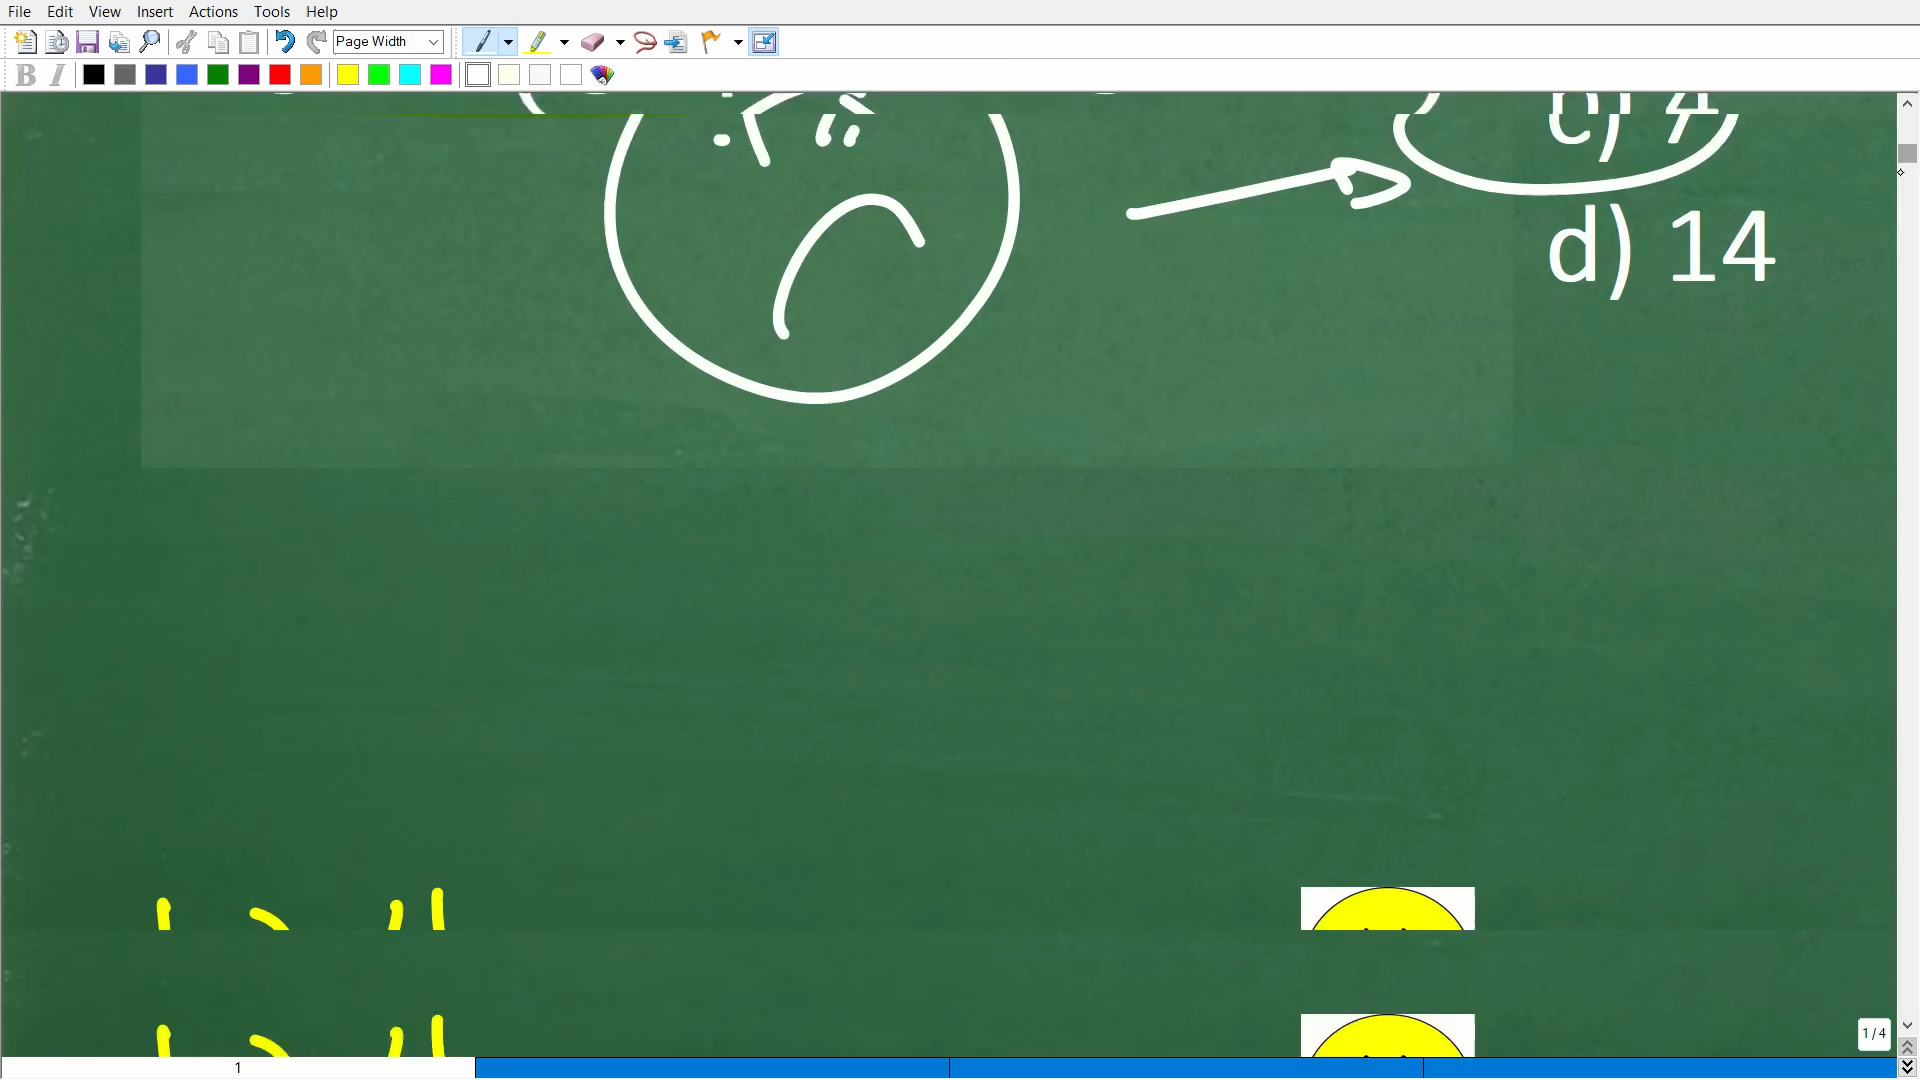 File Edit View Insert Actions Tools Help
Page Width
B I
c)
d) 14
1 / 4
1